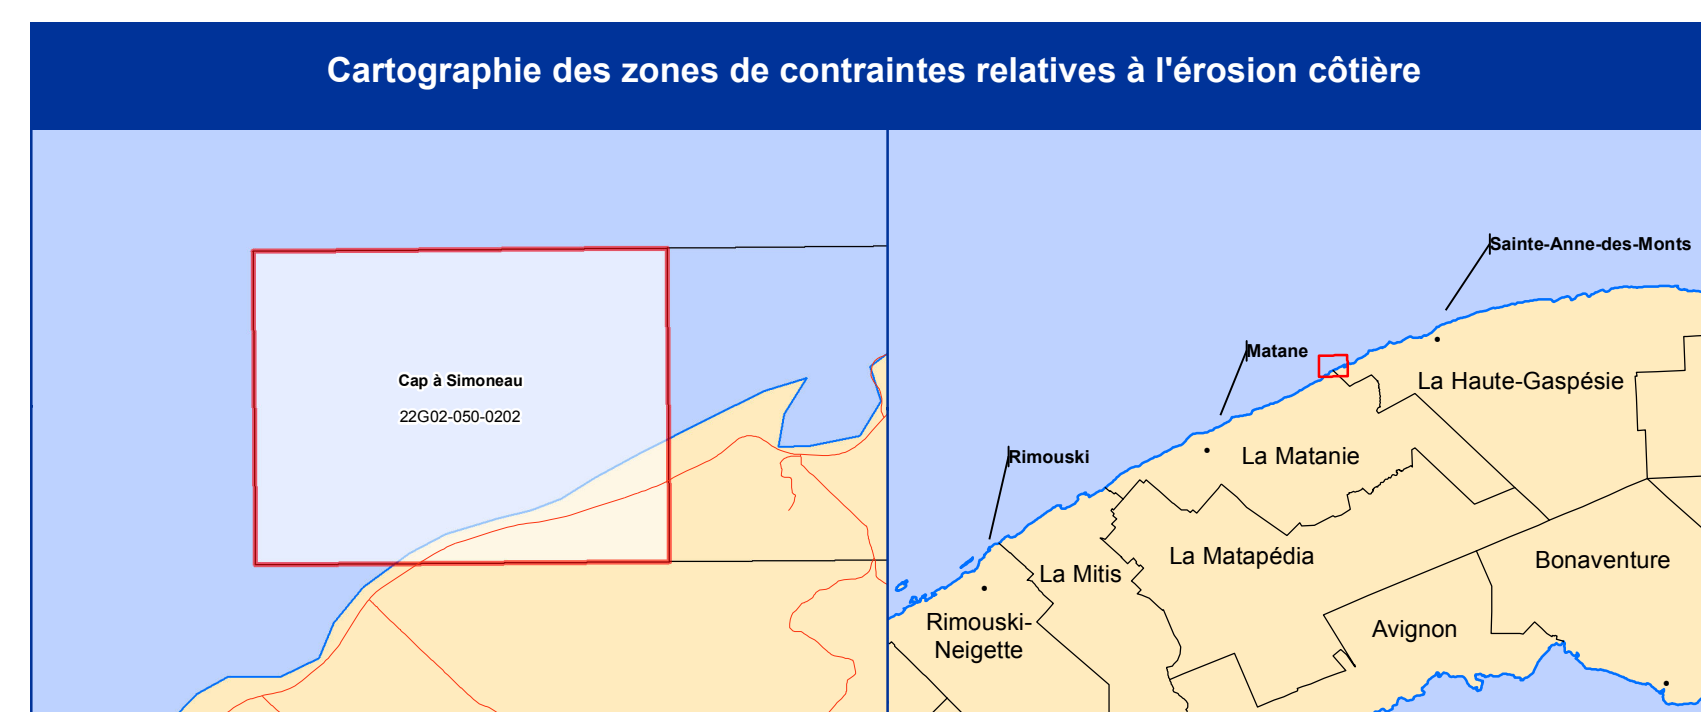 Cartographie des zones de contraintes relatives à l'érosion côtière
Cap à Simoneau
22G02-050-0202
Sainte-Anne-des-Monts
Matane
La Haute-Gaspésie
Rimouski
La Matanie
La Matapédia
Bonaventure
La Mitis
Rimouski-
Neigette
Avignon